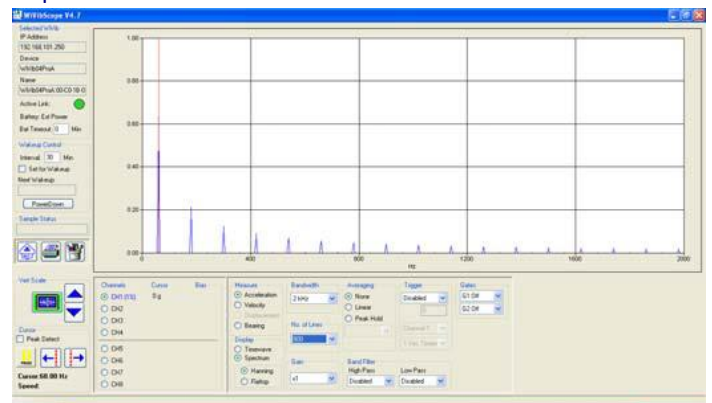 WiVibScope V4.7
Selected WiVib
IP Address
192.168.101.250
Device
WiVib04ProA
Name
Active Link:
Battery: Ext Power
Bat Timeout: 0 Min
Wakeup Control
Interval: 30 Min
Set for Wakeup
Next Wakeup
PowerDown
Sample Status
TEST
1.00
0.80
0.60
0.40
0.20
0.00
0 400 800 1200 1600 2000
Hz
Vert Scale
Cursor
Peak Detect
Cursor:60.00 Hz
Speed:
Channels Cursor Bias
CH1 (1S) 0 g
CH2
CH3
CH4
CH5
CH6
CH7
CH8
Measure
Acceleration
Velocity
Displacement
Bearing
Display
Timewave
Spectrum
Hanning
Flattop
Bandwidth
2 kHz
No. of Lines
800
Gain
x1
Averaging
None
Linear
Peak Hold
Band Filter
High Pass Low Pass
Disabled Disabled
Trigger
Disabled
Channel 1
Gates
G1 Off
G2 Off